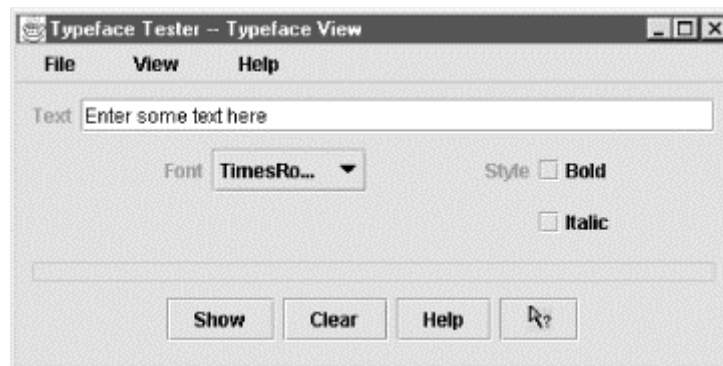 Typeface Tester -- Typeface View
File View Help
Text Enter some text here
Font TimesRo... Style Bold
Italic
Show Clear Help ?